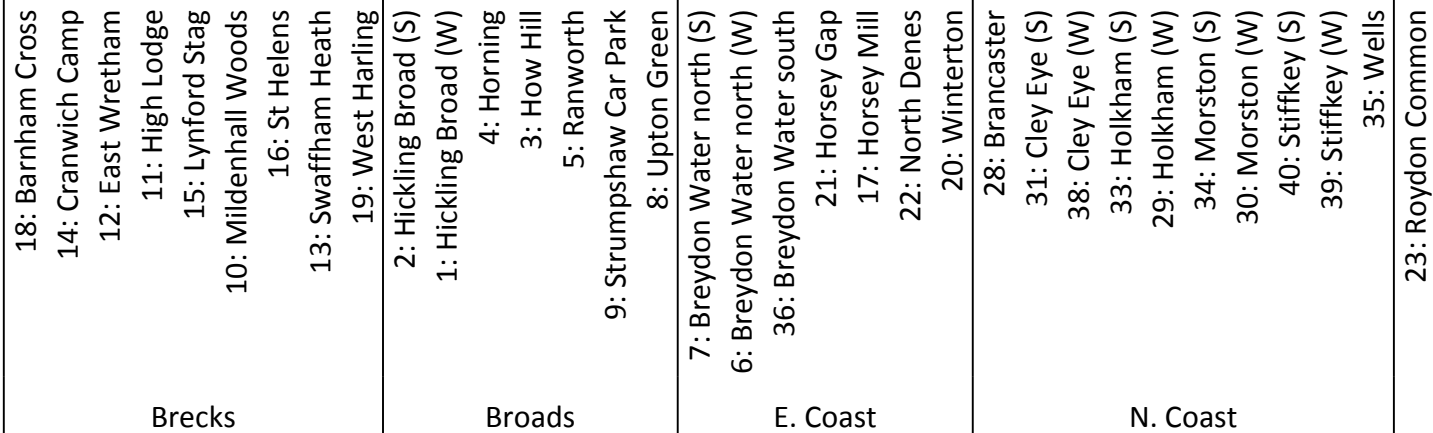 18: Barnham Cross
14: Cranwich Camp
12: East Wretham
11: High Lodge
15: Lynford Stag
10: Mildenhall Woods
16: St Helens
13: Swaffham Heath
19: West Harling
2: Hickling Broad (S)
1: Hickling Broad (W)
4: Horning
3: How Hill
5: Ranworth
9: Strumpshaw Car Park
8: Upton Green
7: Breydon Water north (S)
6: Breydon Water north (W)
36: Breydon Water south
21: Horsey Gap
17: Horsey Mill
22: North Denes
20: Winterton
28: Brancaster
31: Cley Eye (S)
38: Cley Eye (W)
33: Holkham (S)
29: Holkham (W)
34: Morston (S)
30: Morston (W)
40: Stiffkey (S)
39: Stiffkey (W)
35: Wells
23: Roydon Common
Brecks
Broads
E. Coast
N. Coast